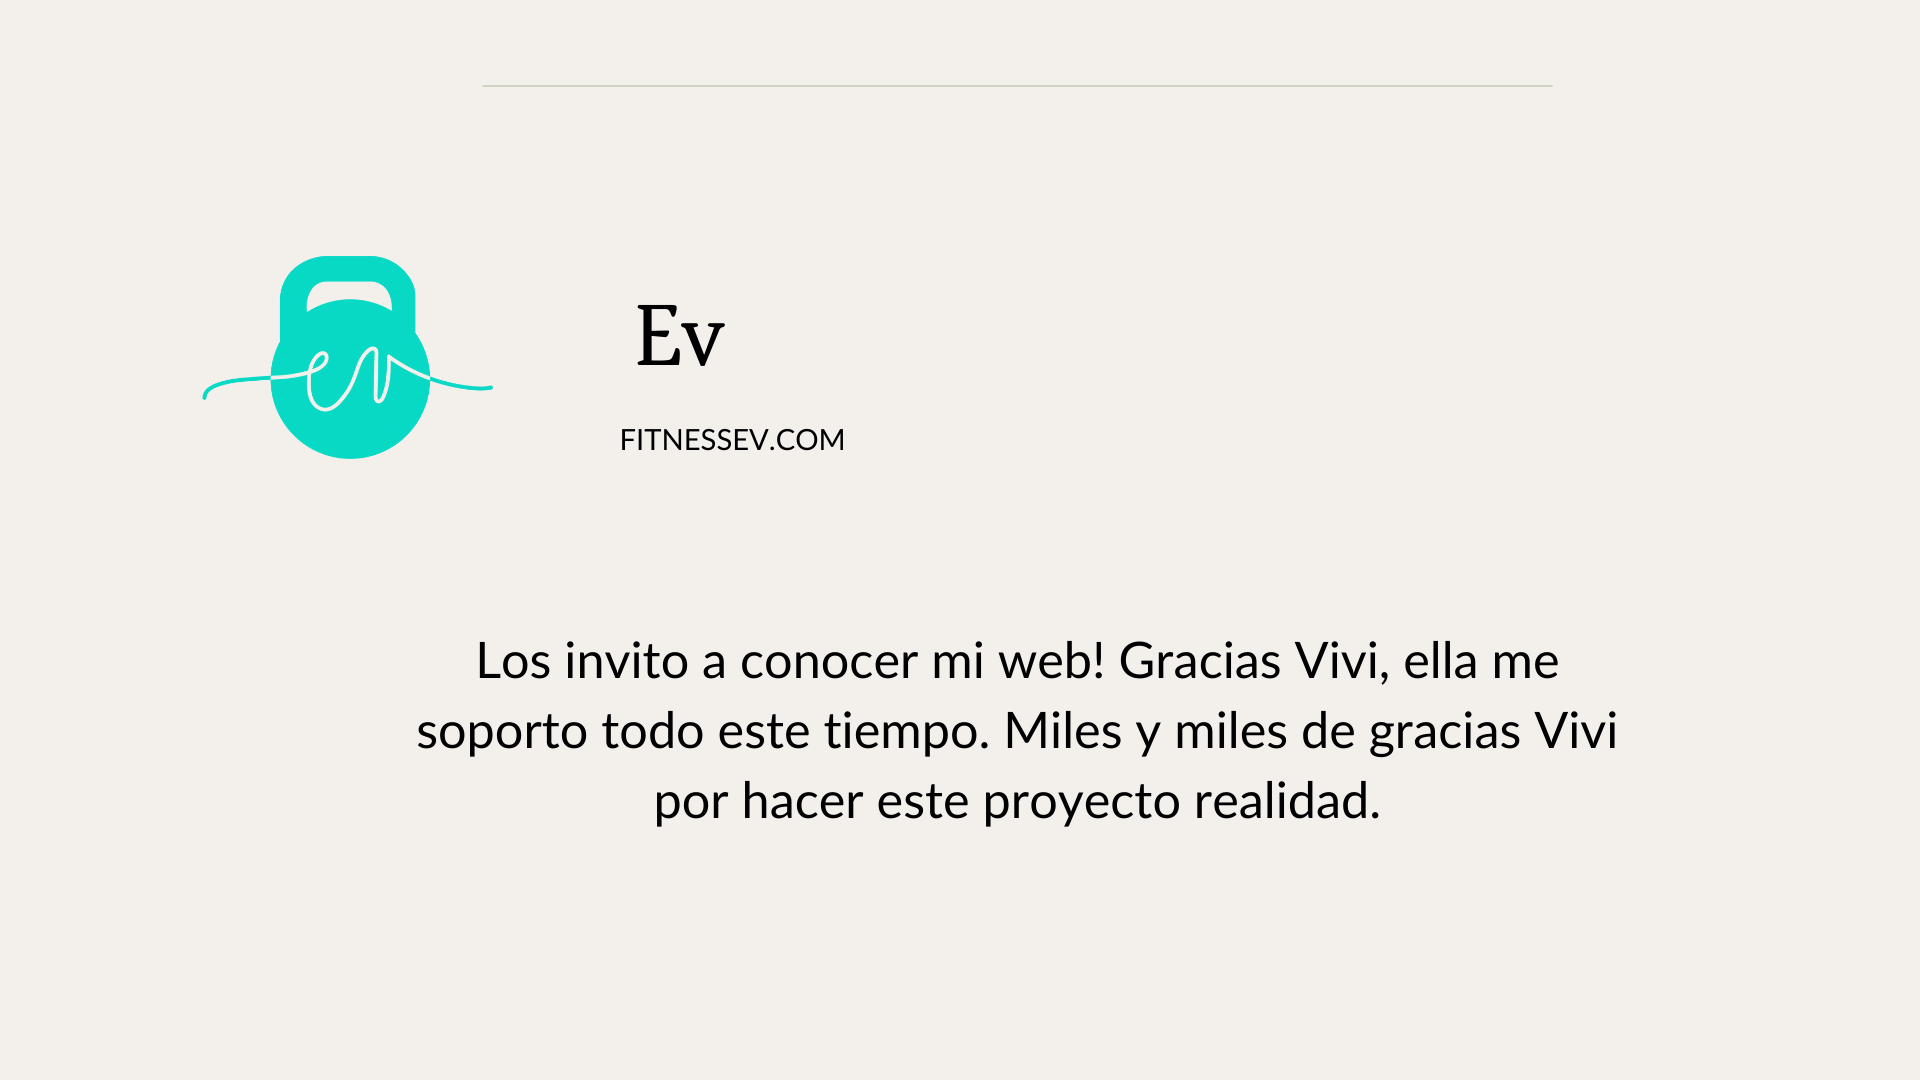 ev
Ev
FITNESSEV.COM
Los invito a conocer mi web! Gracias Vivi, ella me
soporto todo este tiempo. Miles y miles de gracias Vivi
por hacer este proyecto realidad.